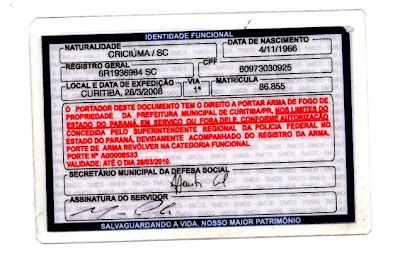 IDENTIDADE FUNCIONAL
NATURALIDADE
CRICIÚMA / SC
DATA DE NASCIMENTO
4/11/1966
REGISTRO GERAL
6R1936984 SC
CPF
60973030925
LOCAL E DATA DE EXPEDIÇÃO
CURITIBA, 28/3/2008
VIA
1ª
MATRÍCULA
86.855
O PORTADOR DESTE DOCUMENTO TEM O DIREITO A PORTAR ARMA DE FOGO DE
PROPRIEDADE DA PREFEITURA MUNICIPAL DE CURITIBA/PR, NOS LIMITES DO
ESTADO DO PARANÁ EM SERVIÇO OU FORA DELE E CONFORME AUTORIZAÇÃO
CONCEDIDA PELO SUPERINTENDENTE REGIONAL DA POLICIA FEDERAL NO
ESTADO DO PARANÁ, DEVIDAMENTE ACOMPANHADO DO REGISTRO DA ARMA.
PORTE DE ARMA REVÓLVER NA CATEGORIA FUNCIONAL
PORTE Nº A00006533
VALIDADE: ATÉ O DIA 29/03/2010.
SECRETÁRIO MUNICIPAL DA DEFESA SOCIAL
ASSINATURA DO SERVIDOR
SALVAGUARDANDO A VIDA, NOSSO MAIOR PATRIMÔNIO